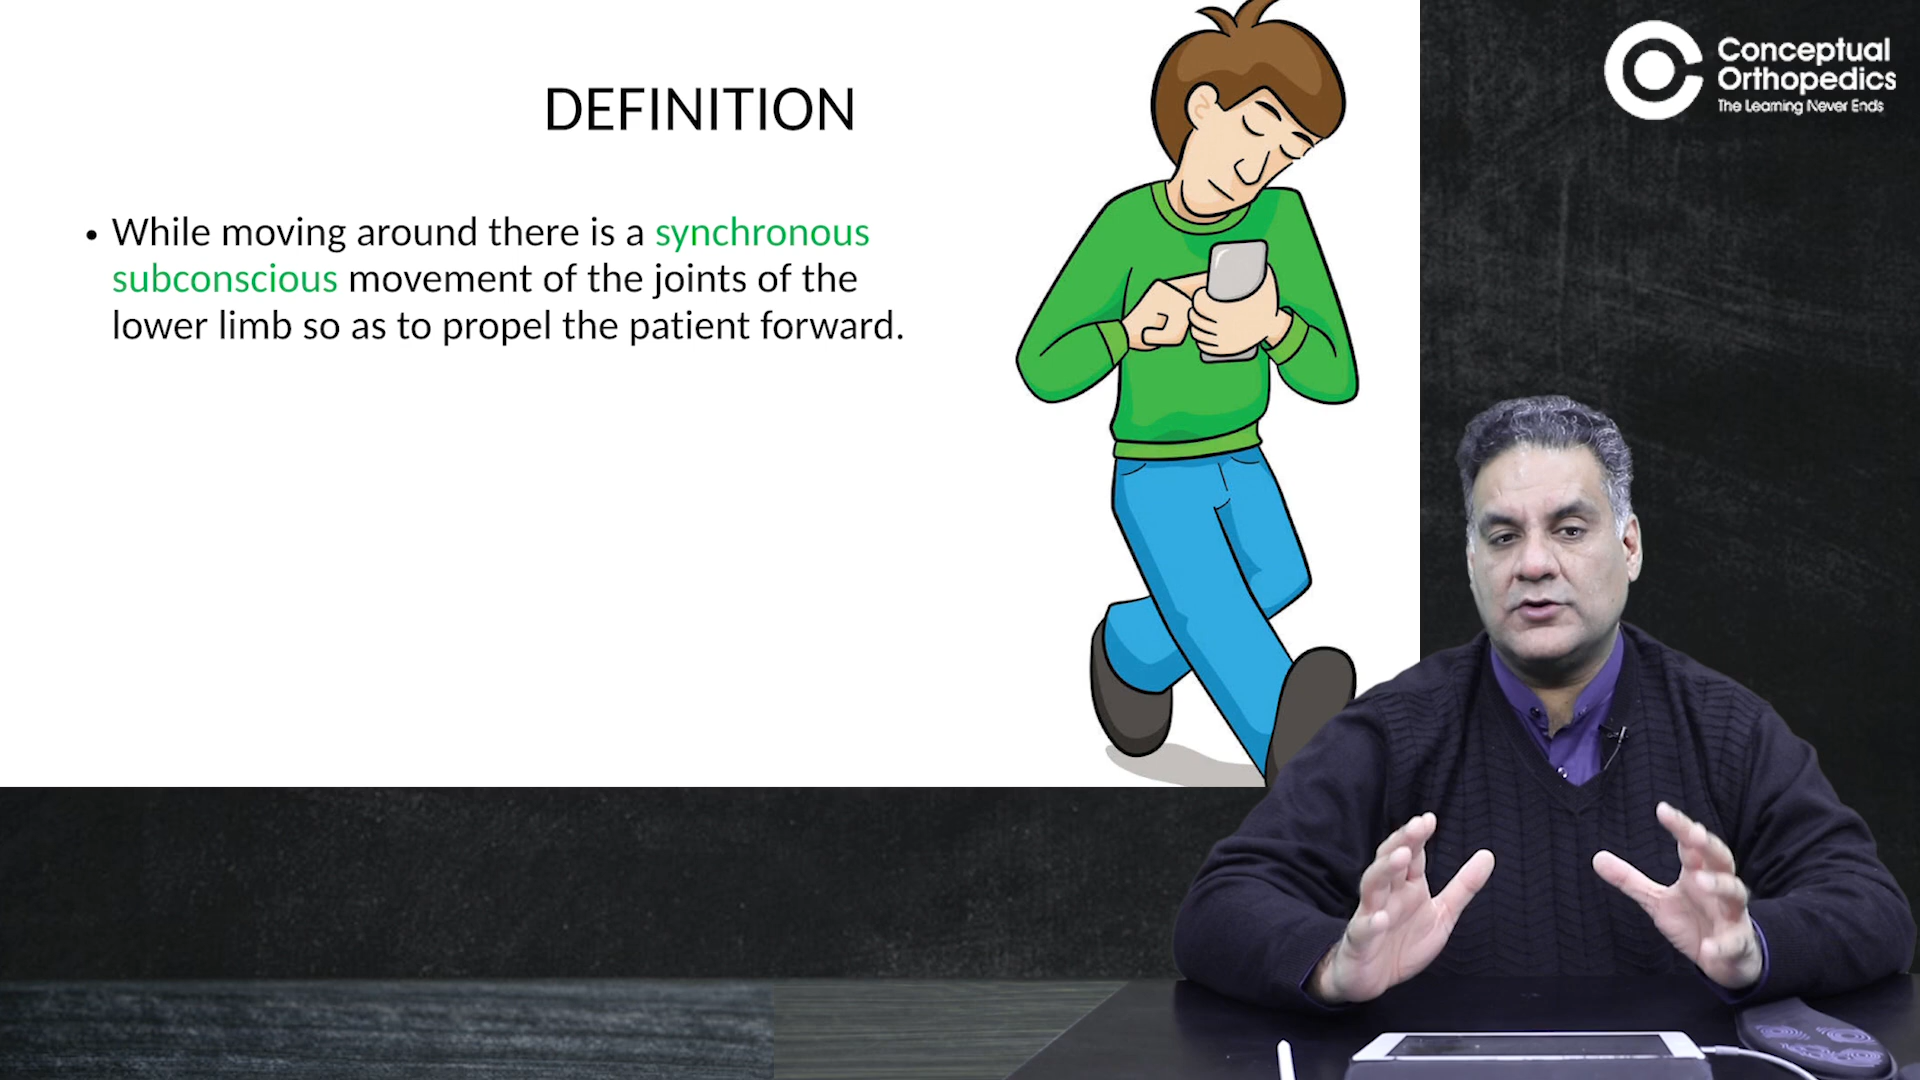 DEFINITION
• While moving around there is a synchronous
subconscious movement of the joints of the
lower limb so as to propel the patient forward.
Conceptual
Orthopedics
The Learning Never Ends